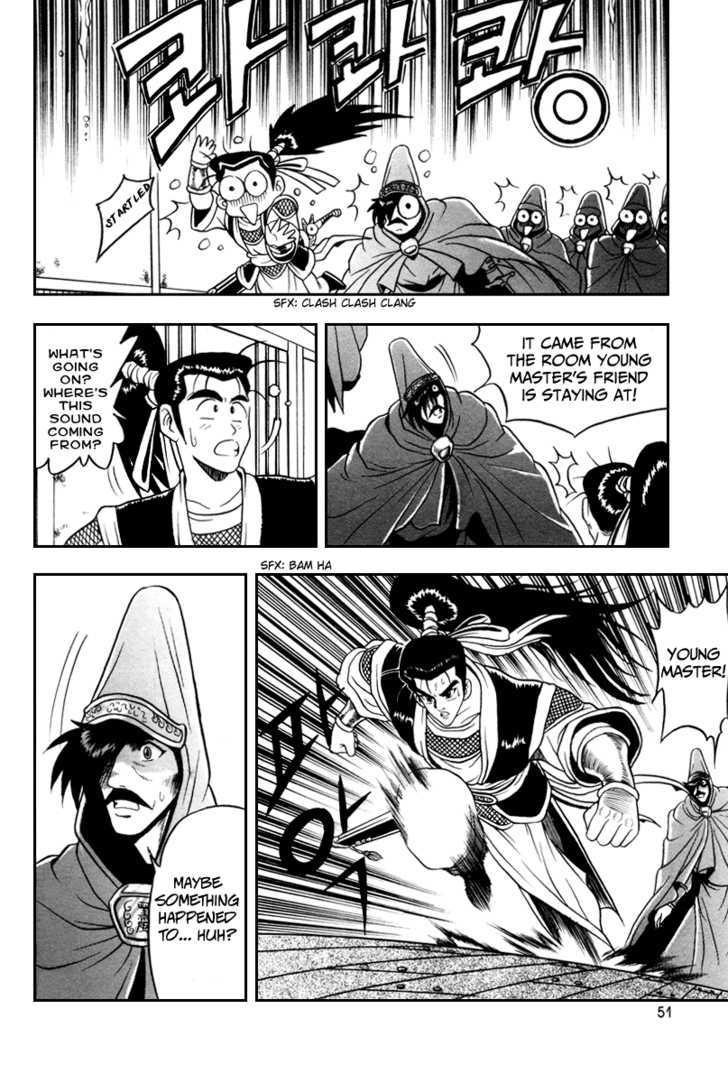 콰콰쾅
STARTLED
SFX: CLASH CLASH CLANG
WHAT'S
GOING
ON?
WHERE'S
THIS
SOUND
COMING
FROM?
IT CAME FROM
THE ROOM YOUNG
MASTER'S FRIEND
IS STAYING AT!
SFX: BAM HA
MAYBE
SOMETHING
HAPPENED
TO... HUH?
YOUNG
MASTER!
51